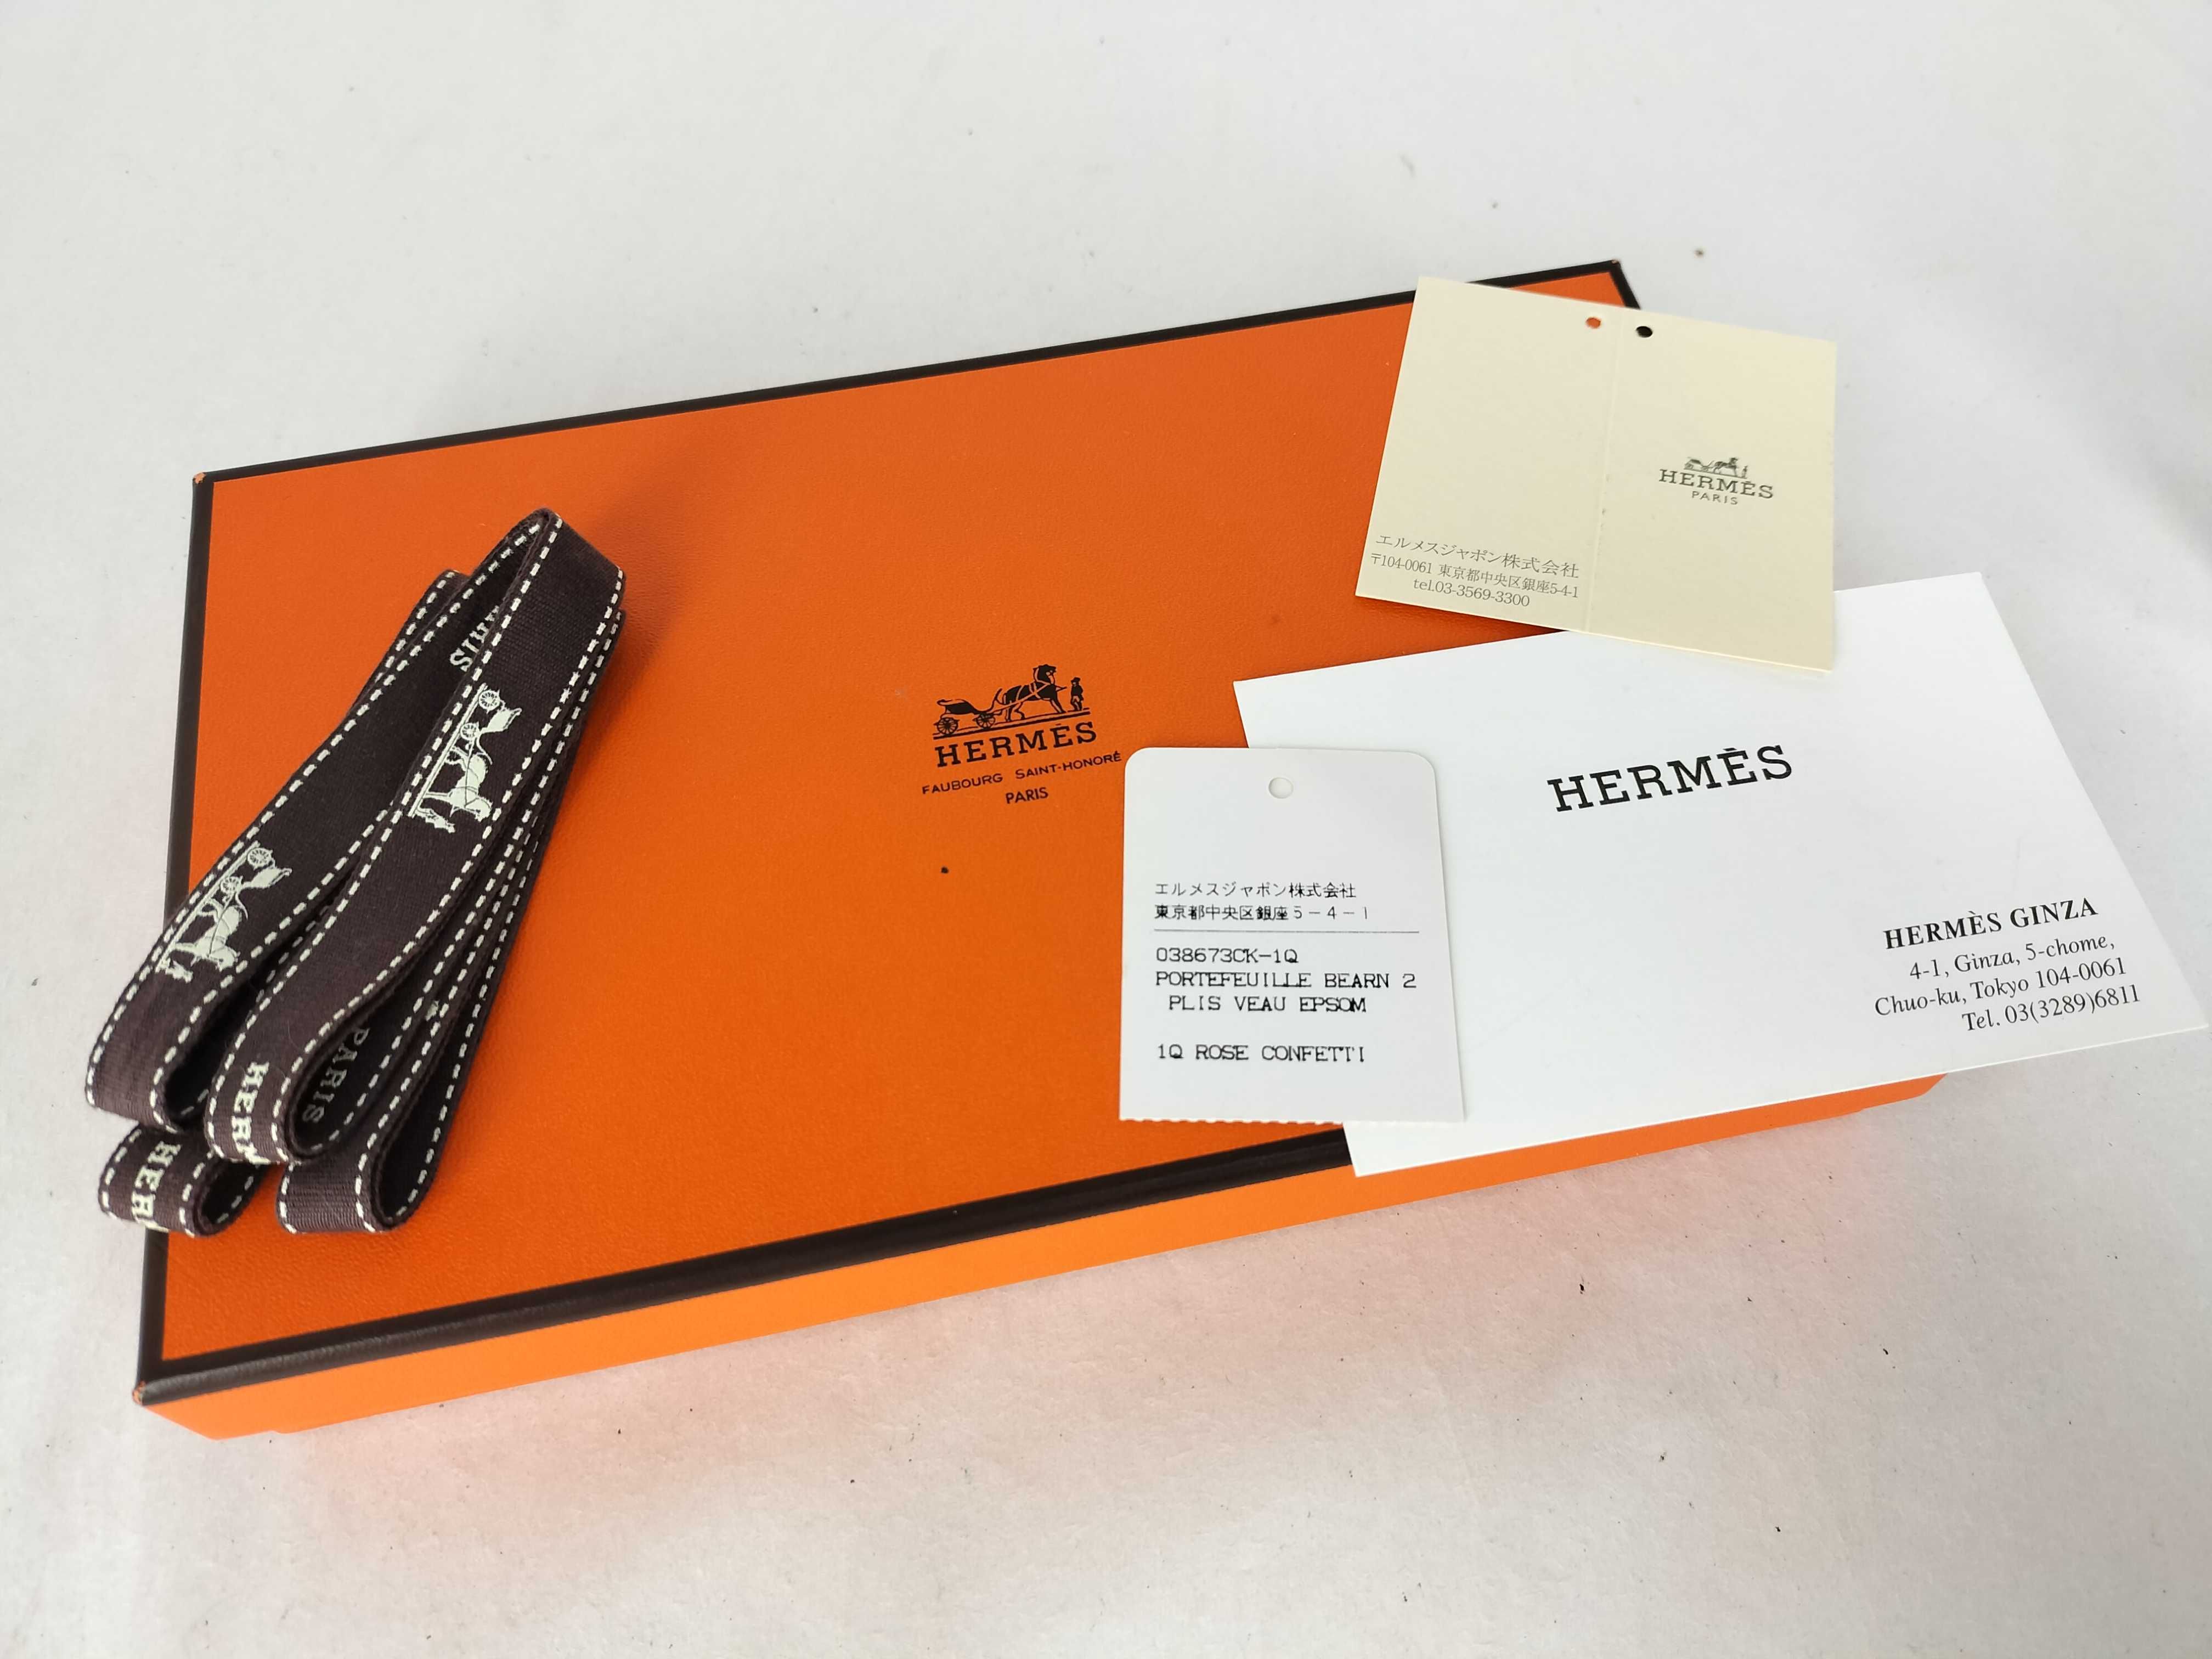 HERMÈS
FAUBOURG SAINT-HONORÉ
PARIS
エルメスジャポン株式会社
〒104-0061 東京都中央区銀座5-4-1
tel.03-3569-3300
HERMÈS
PARIS
HERMÈS
HERMÈS GINZA
4-1, Ginza, 5-chome,
Chuo-ku, Tokyo 104-0061
Tel. 03(3289)6811
エルメスジャポン株式会社
東京都中央区銀座5-4-1
038673CK-1Q
PORTEFEUILLE BEARN 2
PLIS VEAU EPSOM
1Q ROSE CONFETTI
PARIS